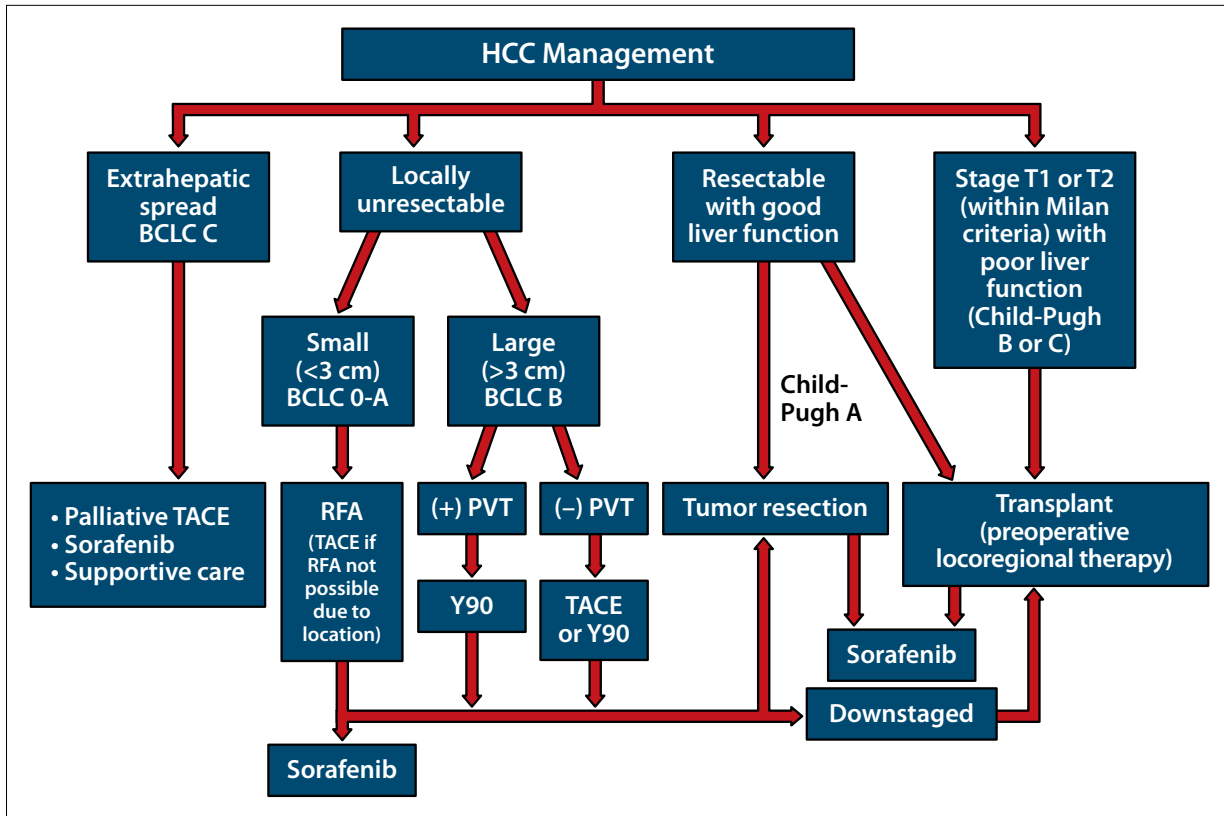 HCC Management
Extrahepatic
spread
BCLC C
Locally
unresectable
Resectable
with good
liver function
Stage T1 or T2
(within Milan
criteria) with
poor liver
function
(Child-Pugh
B or C)
Small
(<3 cm)
BCLC 0-A
Large
(>3 cm)
BCLC B
Child-
Pugh A
• Palliative TACE
• Sorafenib
• Supportive care
RFA
(TACE if
RFA not
possible
due to
location)
(+) PVT
(–) PVT
Tumor resection
Transplant
(preoperative
locoregional therapy)
Y90
TACE
or Y90
Sorafenib
Downstaged
Sorafenib